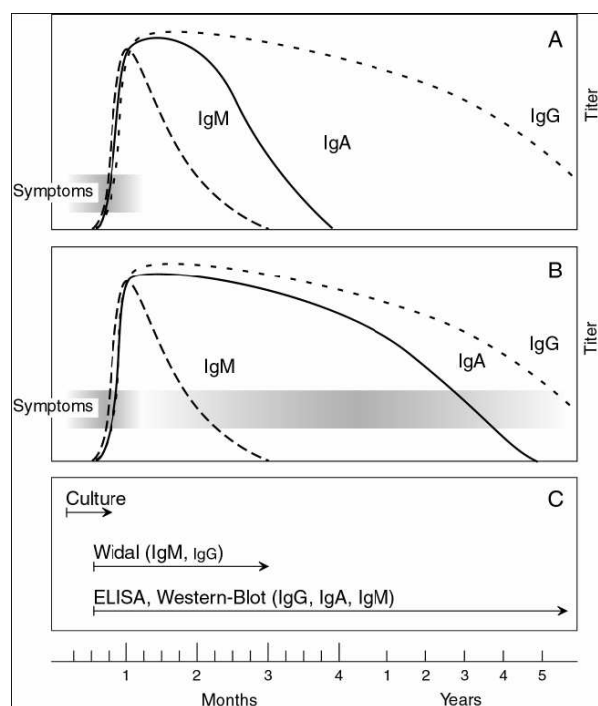 A
IgM
IgA
IgG
Titer
Symptoms
B
IgM
IgA
IgG
Titer
Symptoms
C
Culture
Widal (IgM, IgG)
ELISA, Western-Blot (IgG, IgA, IgM)
1 2 3 4 1 2 3 4 5
Months Years